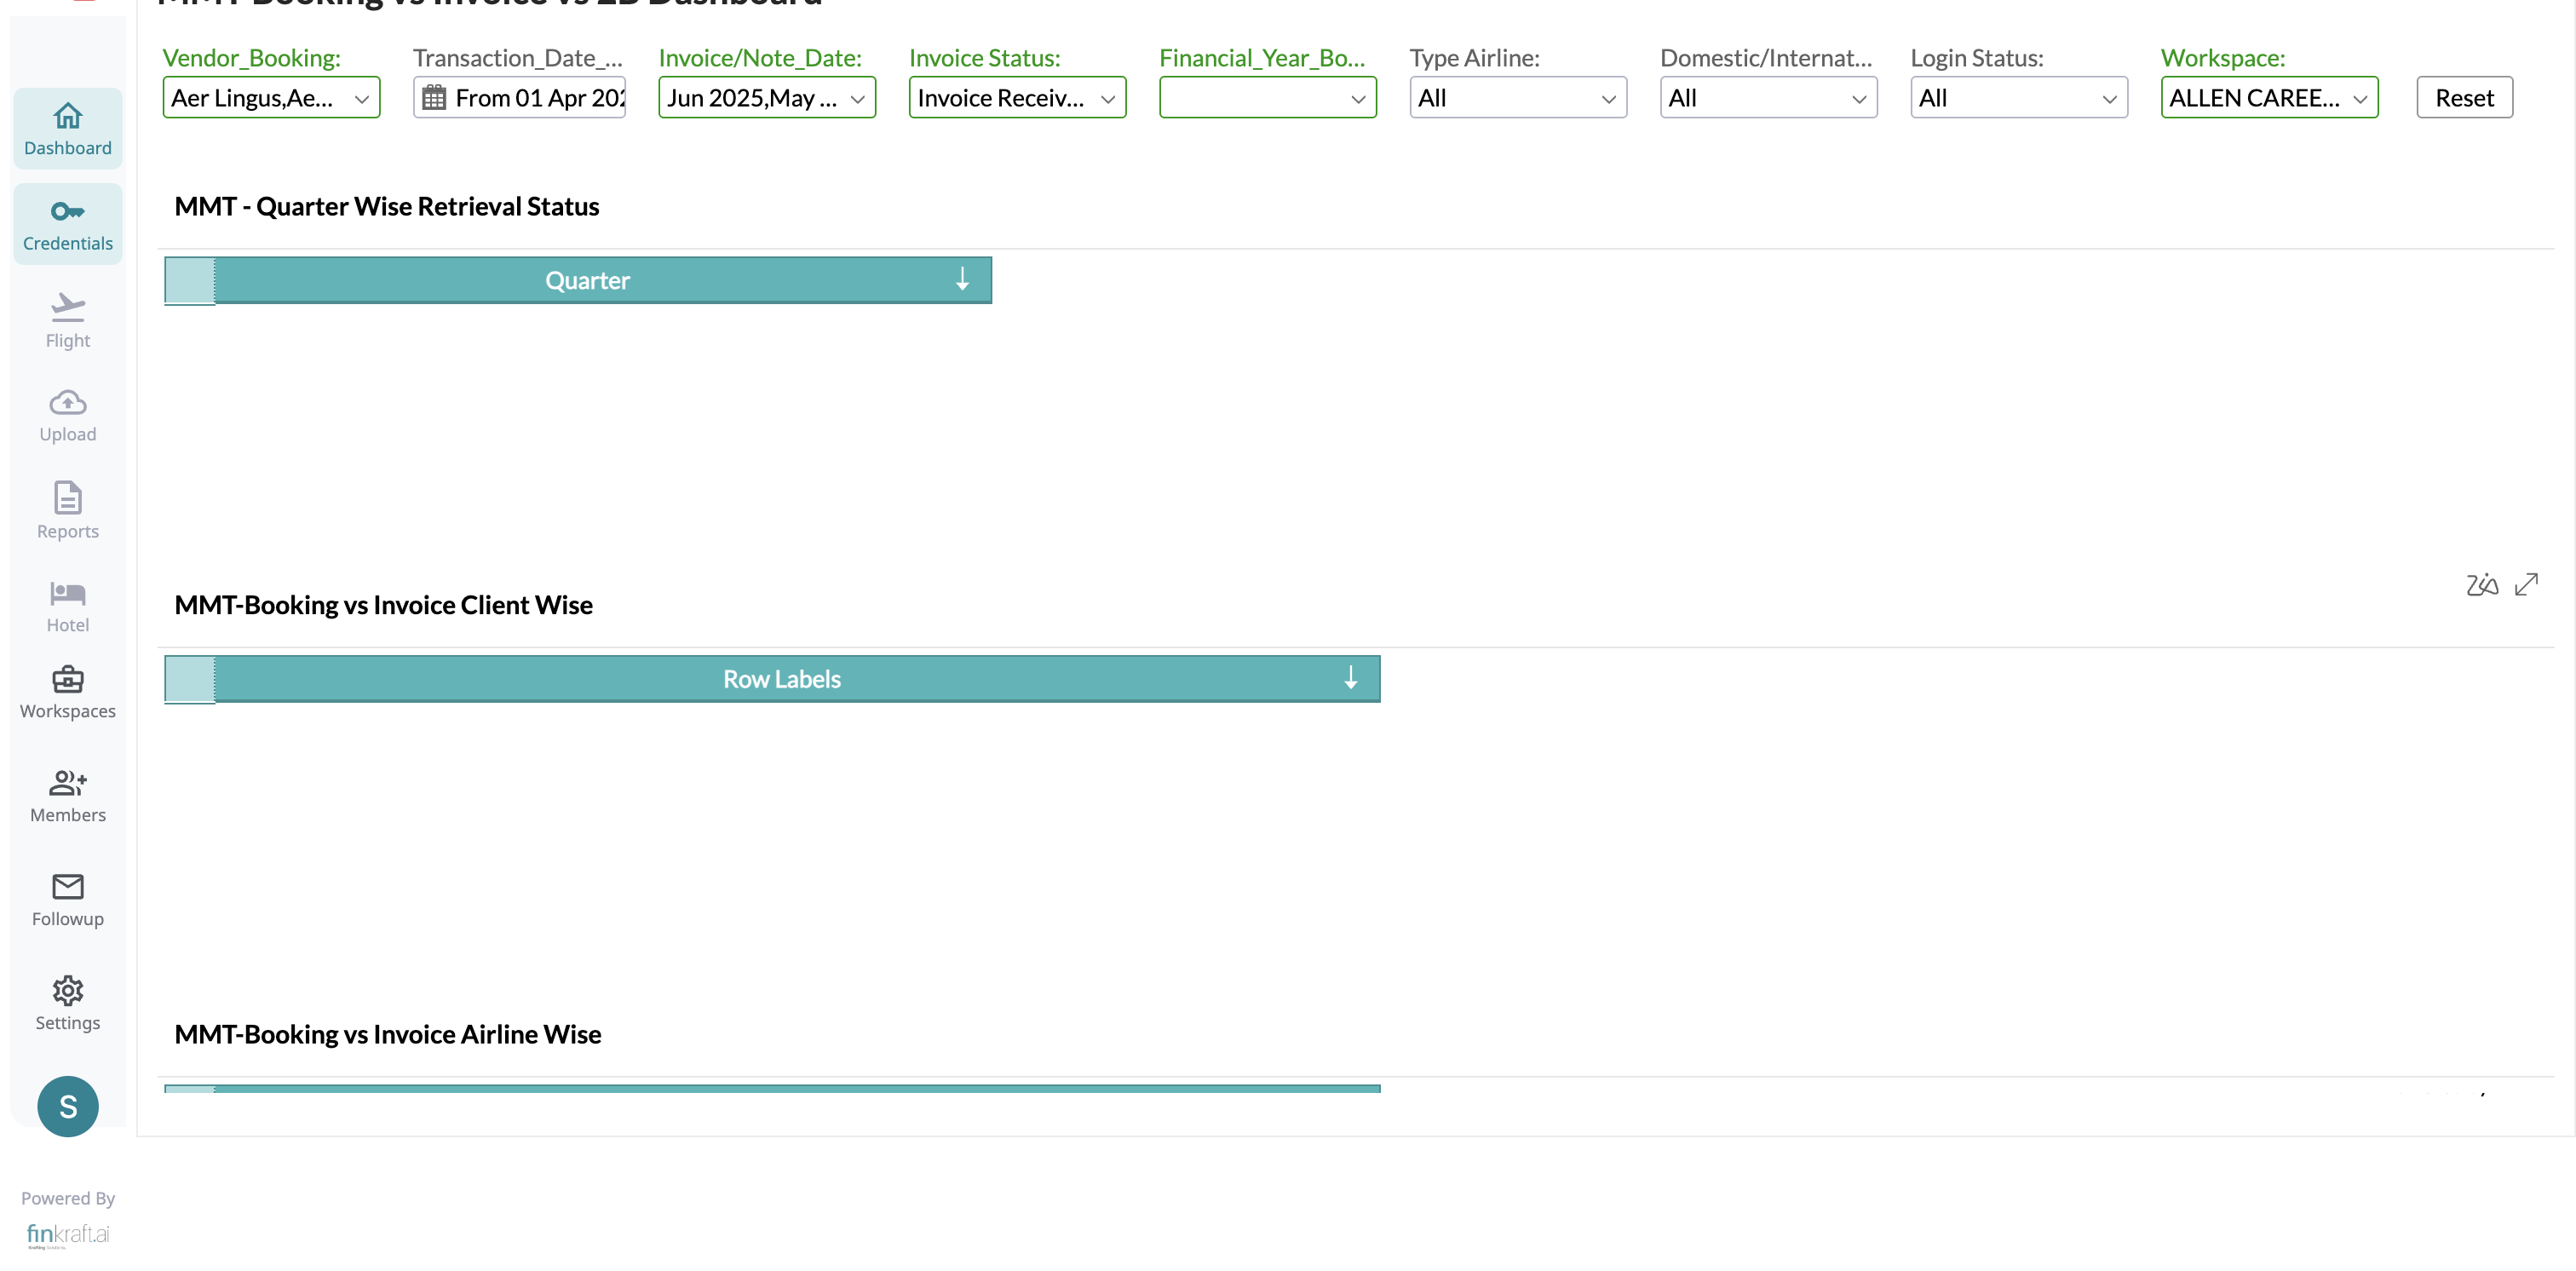 MMT-Booking vs Invoice vs 2B Dashboard
Vendor_Booking:
Aer Lingus,Ae...
Transaction_Date_...
From 01 Apr 202
Invoice/Note_Date:
Jun 2025,May ...
Invoice Status:
Invoice Receiv...
Financial_Year_Bo...
Type Airline:
All
Domestic/Internat...
All
Login Status:
All
Workspace:
ALLEN CAREE...
Reset
Dashboard
Credentials
Flight
Upload
Reports
Hotel
Workspaces
Members
Followup
Settings
S
Powered By
finkraft.ai
MMT - Quarter Wise Retrieval Status
Quarter
MMT-Booking vs Invoice Client Wise
Zia
Row Labels
MMT-Booking vs Invoice Airline Wise